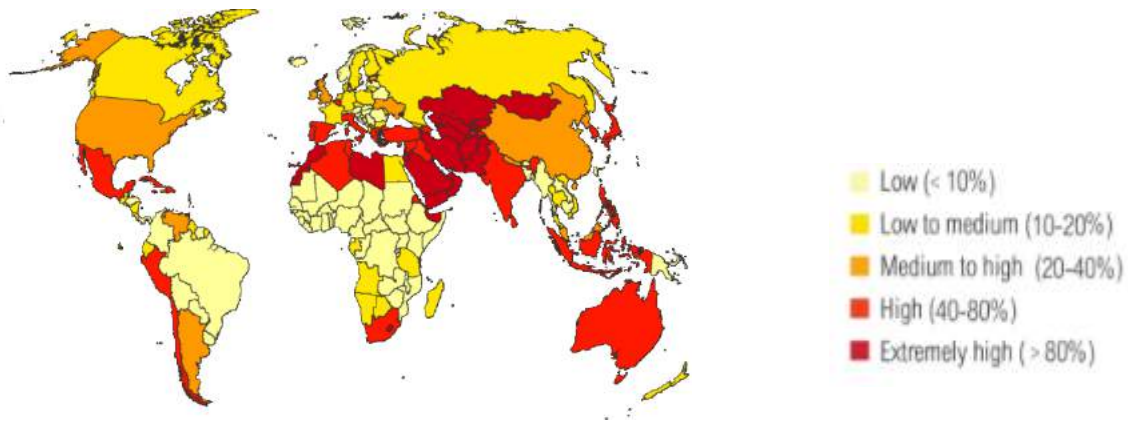 Low (< 10%)
Low to medium (10-20%)
Medium to high (20-40%)
High (40-80%)
Extremely high ( > 80%)